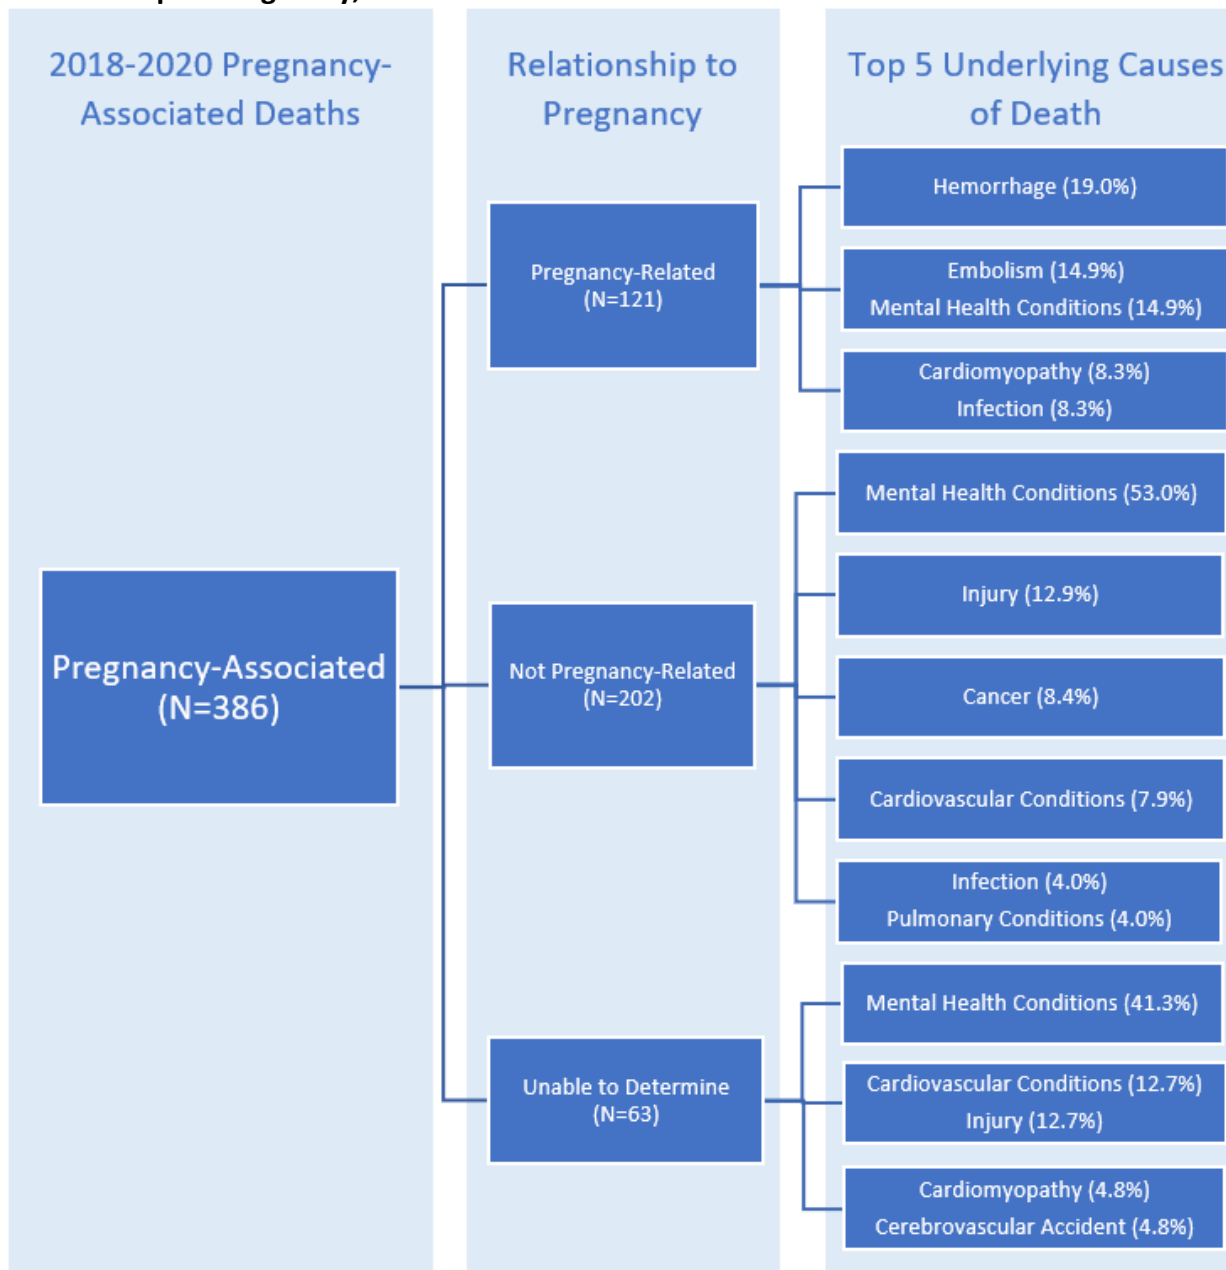 2018-2020 Pregnancy-
Associated Deaths
Relationship to
Pregnancy
Top 5 Underlying Causes
of Death
Pregnancy-Associated
(N=386)
Pregnancy-Related
(N=121)
Hemorrhage (19.0%)
Embolism (14.9%)
Mental Health Conditions (14.9%)
Cardiomyopathy (8.3%)
Infection (8.3%)
Not Pregnancy-Related
(N=202)
Mental Health Conditions (53.0%)
Injury (12.9%)
Cancer (8.4%)
Cardiovascular Conditions (7.9%)
Infection (4.0%)
Pulmonary Conditions (4.0%)
Unable to Determine
(N=63)
Mental Health Conditions (41.3%)
Cardiovascular Conditions (12.7%)
Injury (12.7%)
Cardiomyopathy (4.8%)
Cerebrovascular Accident (4.8%)